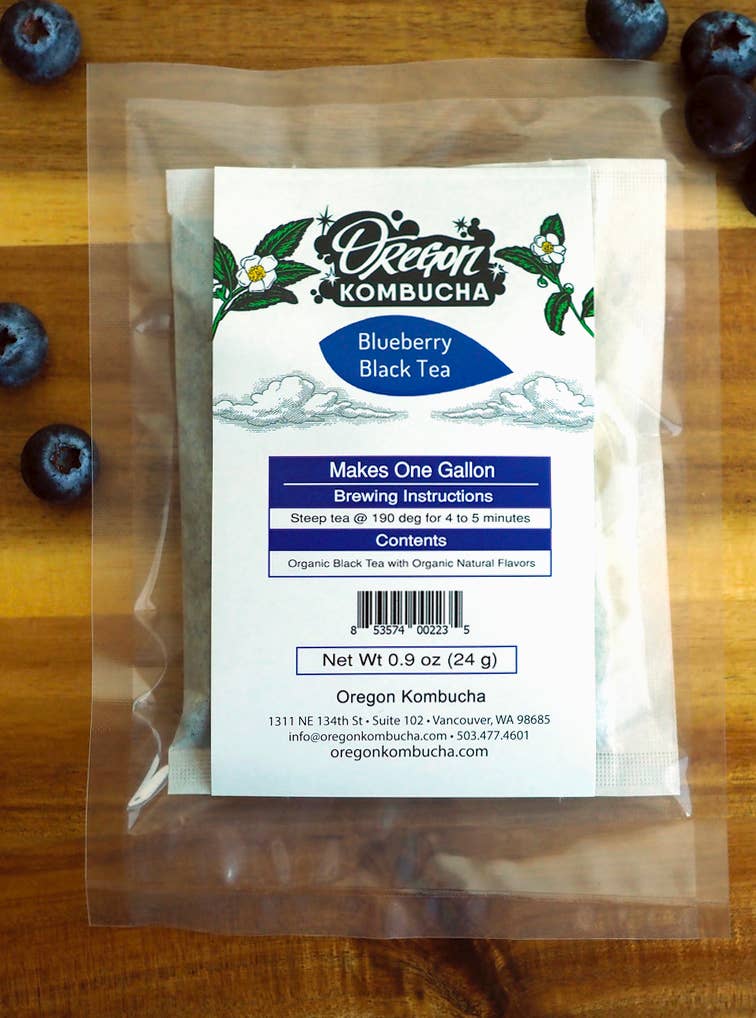 Oregon
KOMBUCHA
Blueberry
Black Tea
Makes One Gallon
Brewing Instructions
Steep tea @ 190 deg for 4 to 5 minutes
Contents
Organic Black Tea with Organic Natural Flavors
8 53574 00223 5
Net Wt 0.9 oz (24 g)
Oregon Kombucha
1311 NE 134th St • Suite 102 • Vancouver, WA 98685
info@oregonkombucha.com • 503.477.4601
oregonkombucha.com